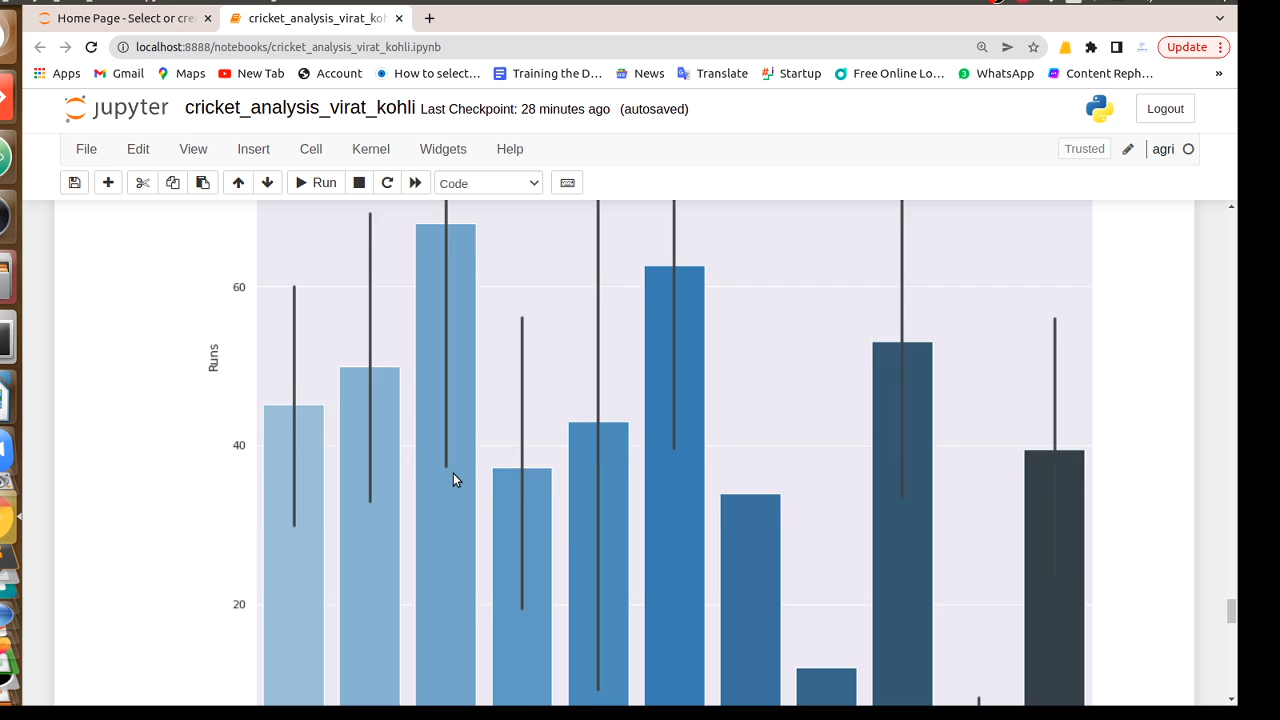 Home Page - Select or cre
cricket_analysis_virat_koh
localhost:8888/notebooks/cricket_analysis_virat_kohli.ipynb
Update
Apps
Gmail
Maps
New Tab
Account
How to select...
Training the D...
News
Translate
Startup
Free Online Lo...
WhatsApp
Content Reph...
»
jupyter
cricket_analysis_virat_kohli
Last Checkpoint: 28 minutes ago (autosaved)
Logout
File
Edit
View
Insert
Cell
Kernel
Widgets
Help
Trusted
agri
Run
Code
60
Runs
40
20